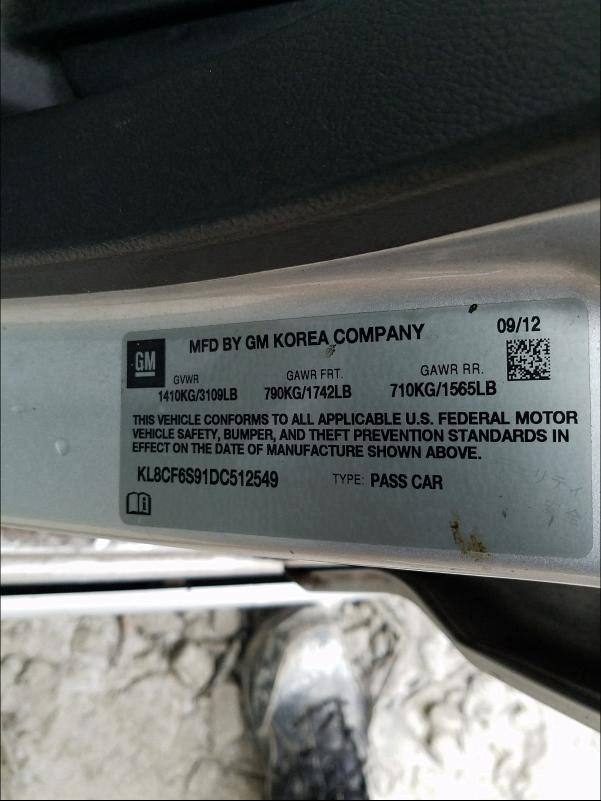 GM
MFD BY GM KOREA COMPANY
09/12
GVWR
GAWR FRT.
GAWR RR.
1410KG/3109LB
790KG/1742LB
710KG/1565LB
THIS VEHICLE CONFORMS TO ALL APPLICABLE U.S. FEDERAL MOTOR
VEHICLE SAFETY, BUMPER, AND THEFT PREVENTION STANDARDS IN
EFFECT ON THE DATE OF MANUFACTURE SHOWN ABOVE.
KL8CF6S91DC512549
TYPE: PASS CAR